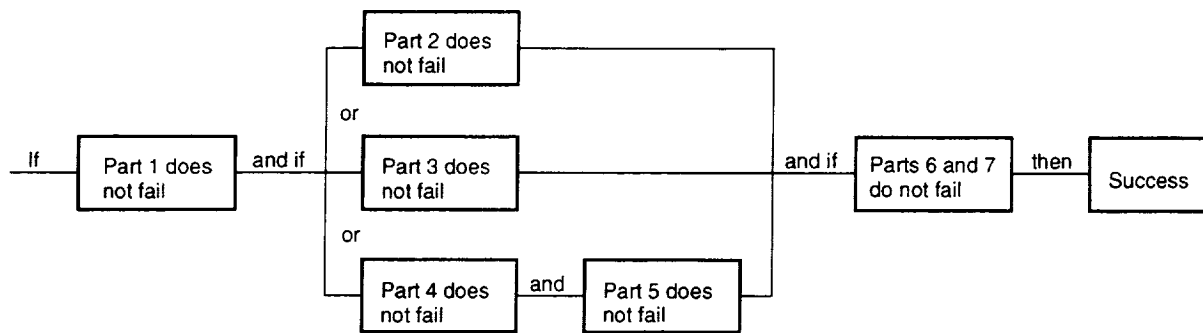 If
Part 1 does
not fail
and if
Part 2 does
not fail
or
Part 3 does
not fail
or
Part 4 does
not fail
and
Part 5 does
not fail
and if
Parts 6 and 7
do not fail
then
Success